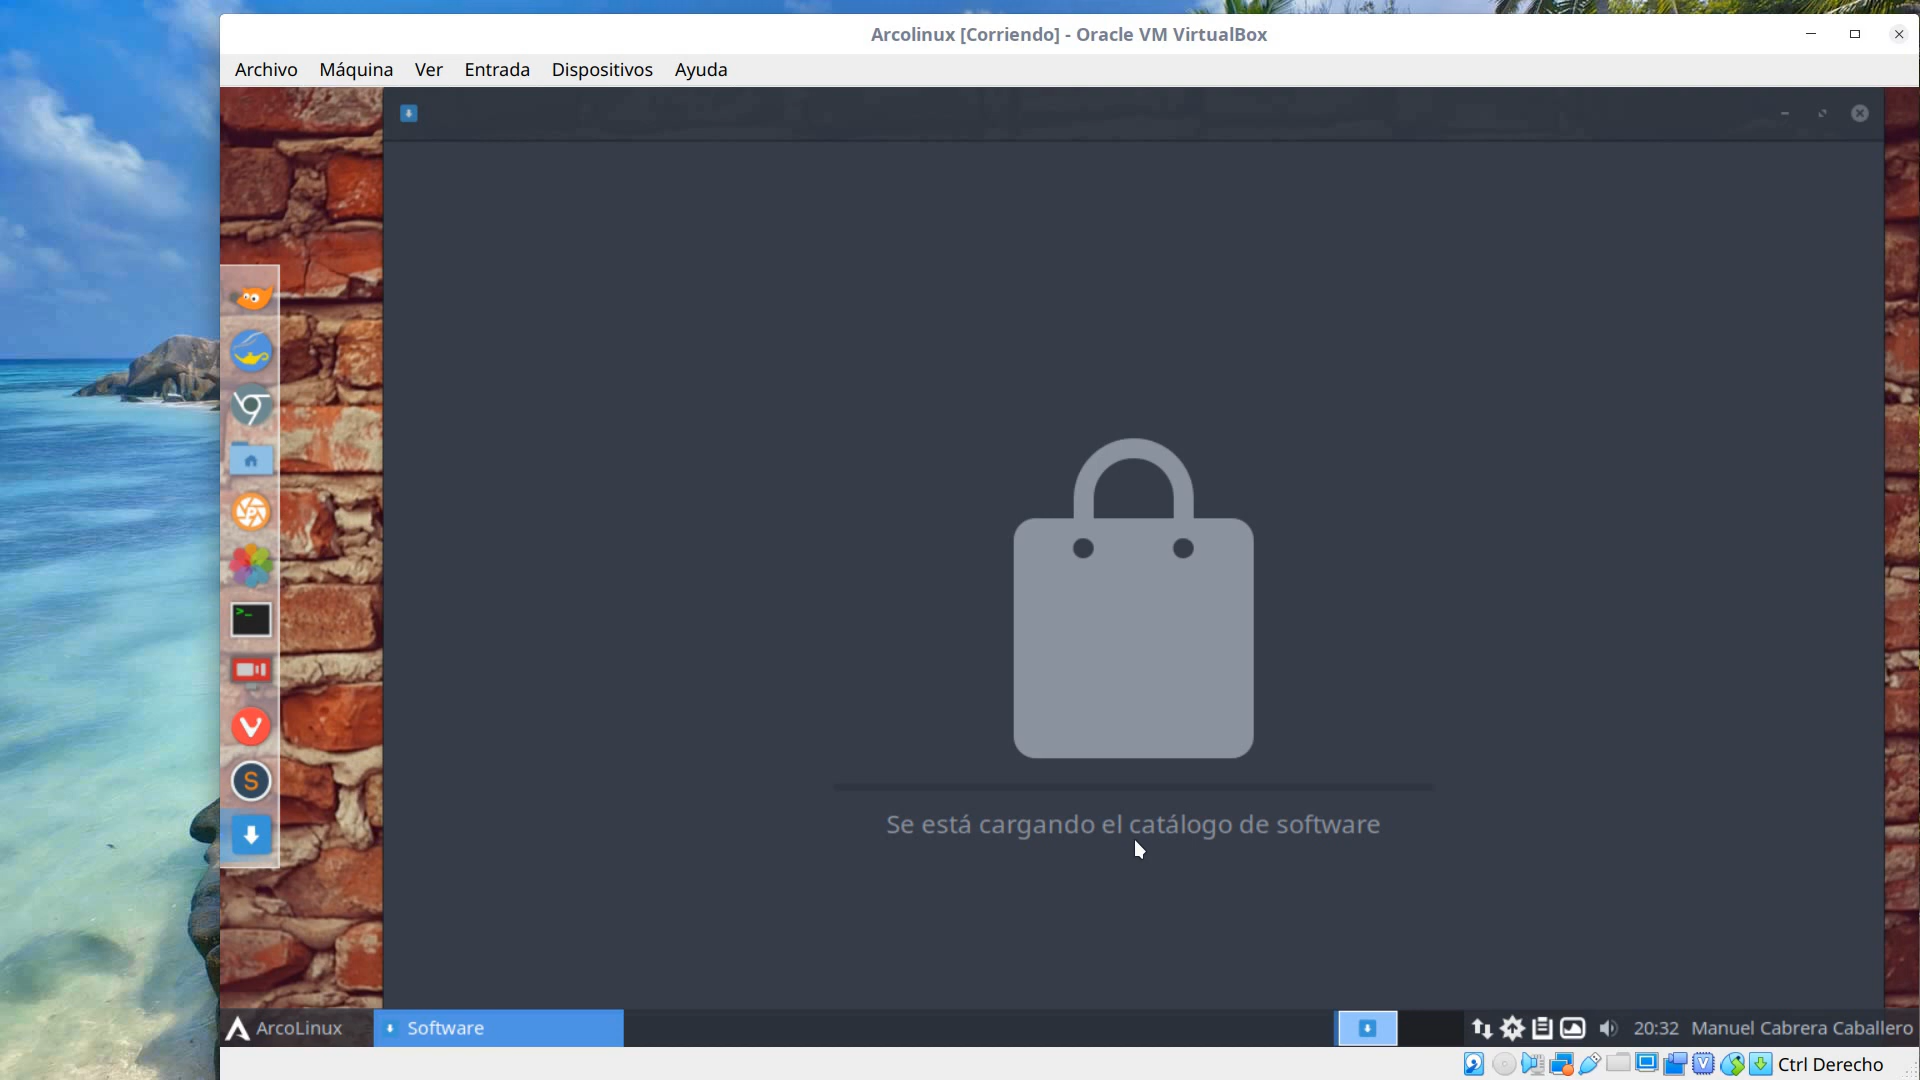 Arcolinux [Corriendo] - Oracle VM VirtualBox
Archivo Máquina Ver Entrada Dispositivos Ayuda
>_
S
Se está cargando el catálogo de software
ArcoLinux Software 20:32 Manuel Cabrera Caballero
Ctrl Derecho